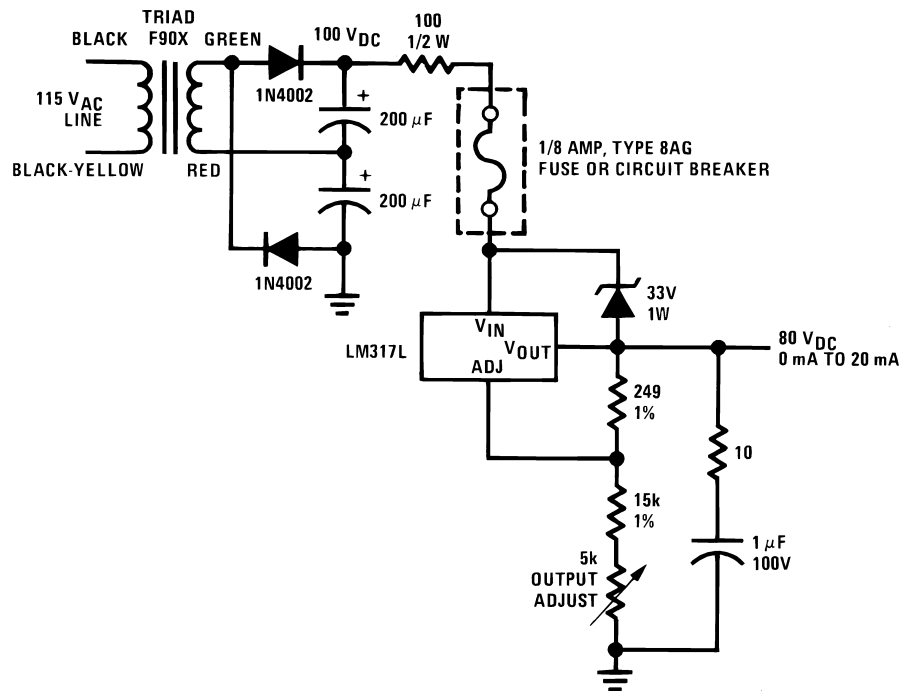 TRIAD
F90X
BLACK
GREEN
100 VDC
100
1/2 W
1N4002
+
200 μF
115 VAC
LINE
BLACK-YELLOW
RED
+
200 μF
1N4002
1/8 AMP, TYPE 8AG
FUSE OR CIRCUIT BREAKER
33V
1W
VIN
LM317L
VOUT
ADJ
80 VDC
0 mA TO 20 mA
249
1%
10
15k
1%
1 μF
100V
5k
OUTPUT
ADJUST